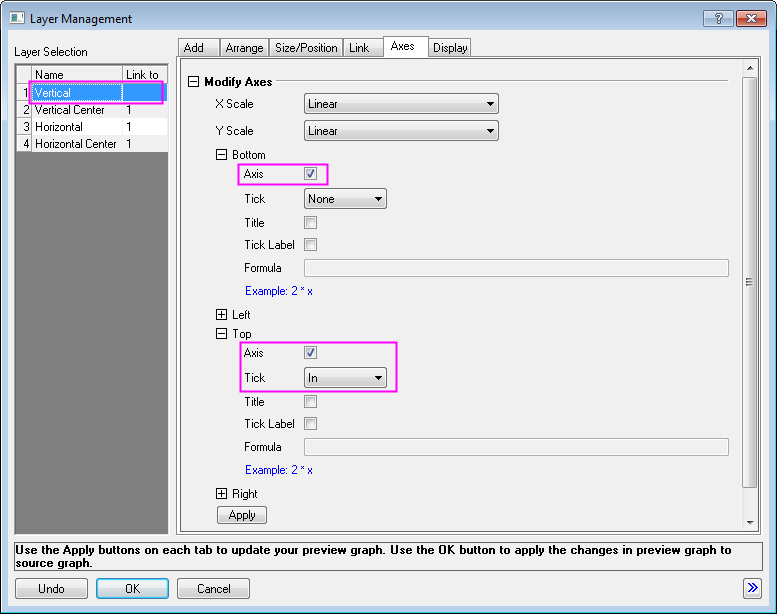 Layer Management
Layer Selection
Name Link to
1 Vertical
2 Vertical Center 1
3 Horizontal 1
4 Horizontal Center 1
Add Arrange Size/Position Link Axes Display
Modify Axes
X Scale Linear
Y Scale Linear
Bottom
Axis
Tick None
Title
Tick Label
Formula
Example: 2 * x
Left
Top
Axis
Tick In
Title
Tick Label
Formula
Example: 2 * x
Right
Apply
Use the Apply buttons on each tab to update your preview graph. Use the OK button to apply the changes in preview graph to
source graph.
Undo OK Cancel